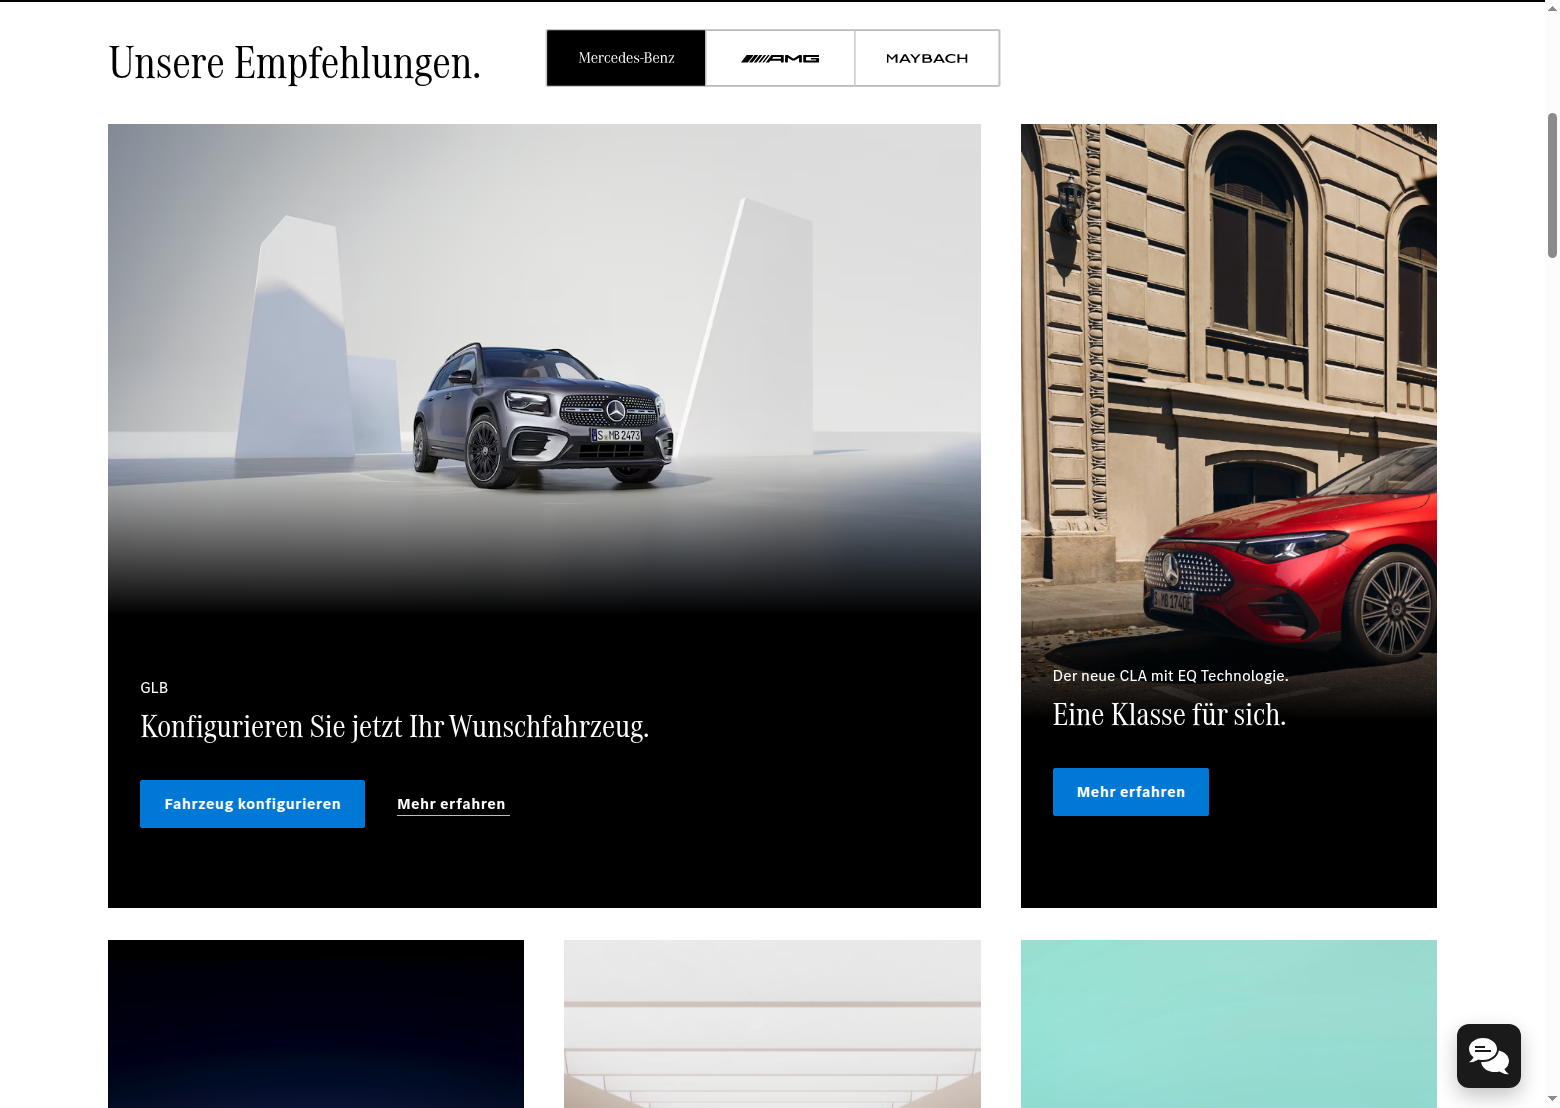 Unsere Empfehlungen.
Mercedes-Benz
AMG
MAYBACH
S MB 2473
GLB
Konfigurieren Sie jetzt Ihr Wunschfahrzeug.
Fahrzeug konfigurieren
Mehr erfahren
S MB 1740E
Der neue CLA mit EQ Technologie.
Eine Klasse für sich.
Mehr erfahren